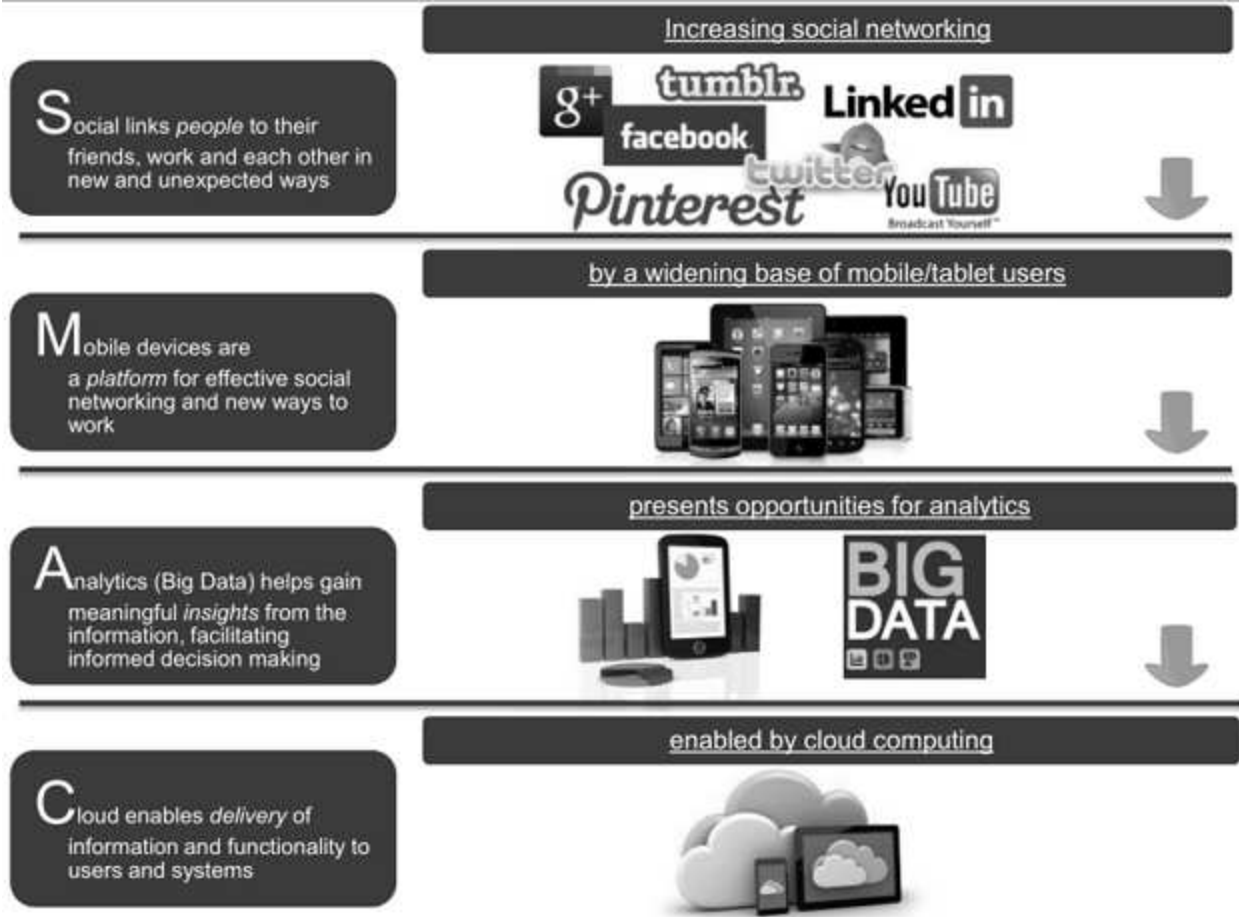 Increasing social networking
Social links people to their
friends, work and each other in
new and unexpected ways
g+
tumblr.
Linked in
facebook
twitter
Pinterest
You Tube
Broadcast Yourself™
by a widening base of mobile/tablet users
Mobile devices are
a platform for effective social
networking and new ways to
work
presents opportunities for analytics
Analytics (Big Data) helps gain
meaningful insights from the
information, facilitating
informed decision making
BIG
DATA
enabled by cloud computing
Cloud enables delivery of
information and functionality to
users and systems